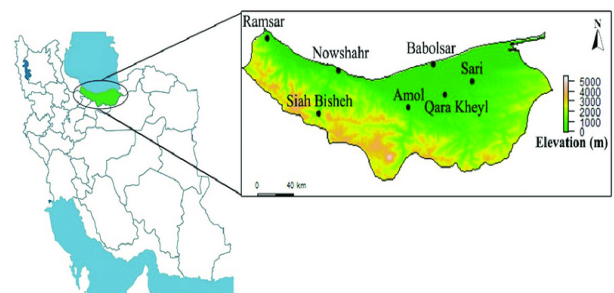 Ramsar
N
Nowshahr
Babolsar
Sari
Siah Bisheh
Amol
Qara Kheyl
5000
4000
3000
2000
1000
0
Elevation (m)
0 40 km